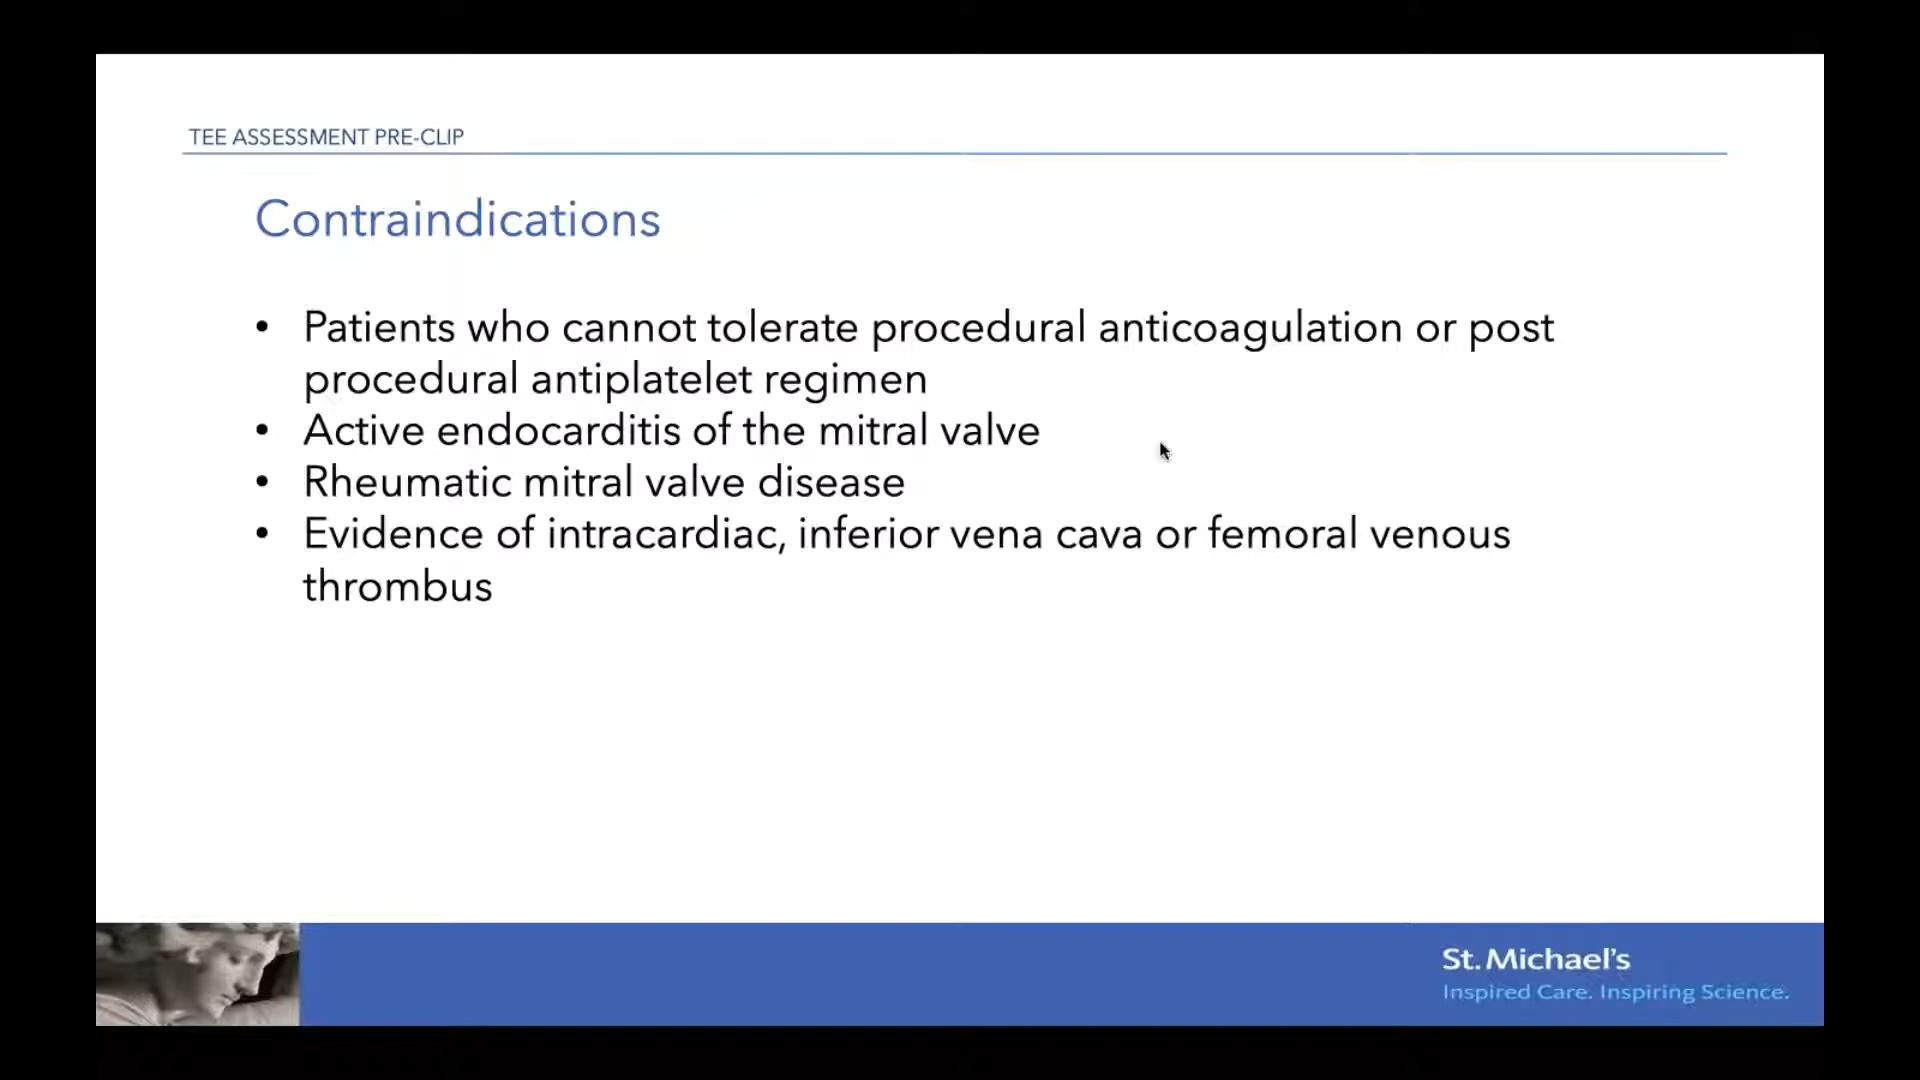 TEE ASSESSMENT PRE-CLIP
Contraindications
• Patients who cannot tolerate procedural anticoagulation or post
procedural antiplatelet regimen
• Active endocarditis of the mitral valve
• Rheumatic mitral valve disease
• Evidence of intracardiac, inferior vena cava or femoral venous
thrombus
St. Michael's
Inspired Care. Inspiring Science.